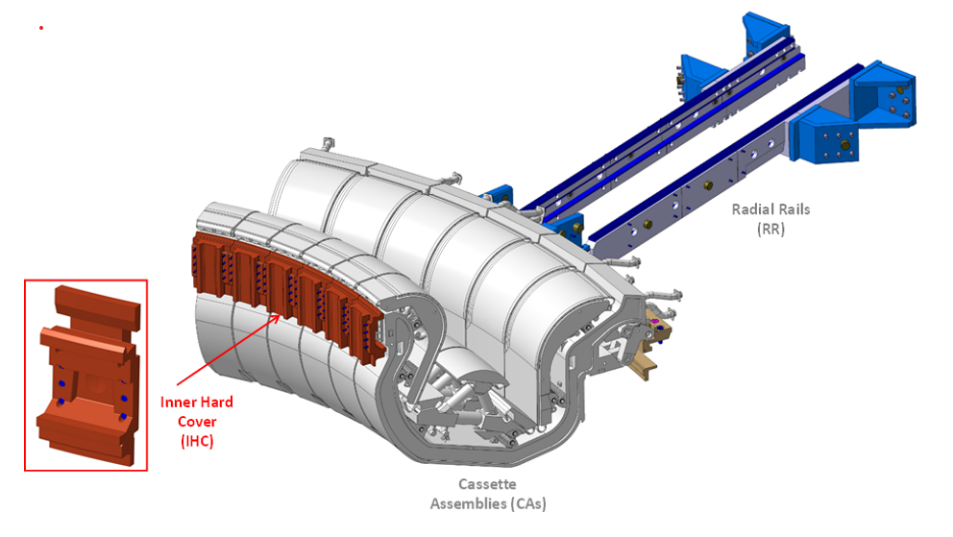 Radial Rails
(RR)
Inner Hard
Cover
(IHC)
Cassette
Assemblies (CAs)